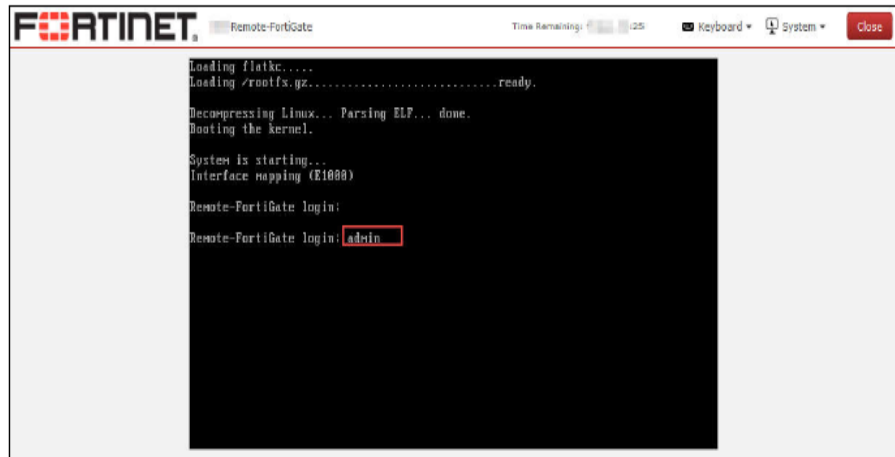 FORTINET
Remote-FortiGate
Time Remaining: :25
Keyboard
System
Close
Loading flatkc.....
Loading /rootfs.gz.............................ready.
Decompressing Linux... Parsing ELF... done.
Booting the kernel.
System is starting...
Interface mapping (E1000)
Remote-FortiGate login:
Remote-FortiGate login: admin